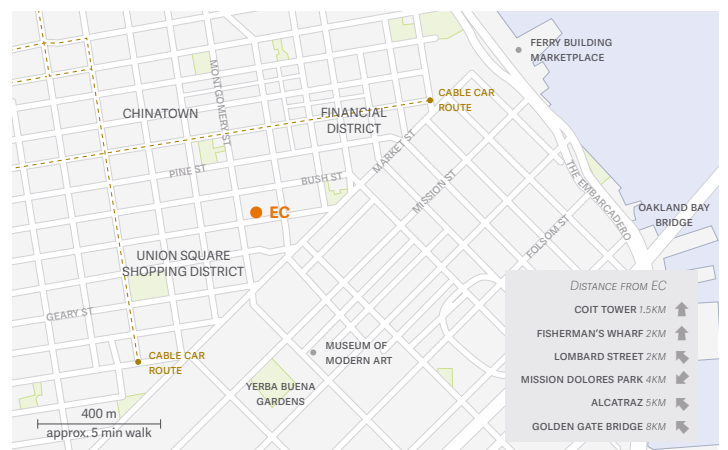 FERRY BUILDING
MARKETPLACE
MONTGOMERY ST
CABLE CAR
ROUTE
CHINATOWN
FINANCIAL
DISTRICT
MARKET ST
PINE ST
BUSH ST
MISSION ST
THE EMBARCADERO
EC
OAKLAND BAY
BRIDGE
FOLSOM ST
UNION SQUARE
SHOPPING DISTRICT
GEARY ST
CABLE CAR
ROUTE
MUSEUM OF
MODERN ART
YERBA BUENA
GARDENS
400 m
approx. 5 min walk
DISTANCE FROM EC
COIT TOWER 1.5KM
FISHERMAN'S WHARF 2KM
LOMBARD STREET 2KM
MISSION DOLORES PARK 4KM
ALCATRAZ 5KM
GOLDEN GATE BRIDGE 8KM